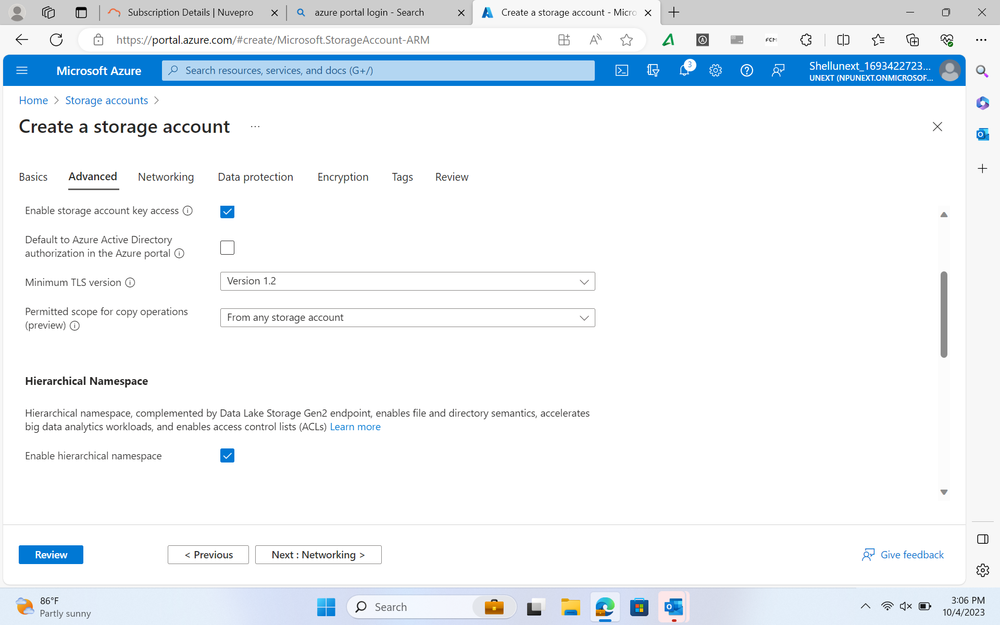 Subscription Details | Nuvepro
azure portal login - Search
Create a storage account - Micro
https://portal.azure.com/#create/Microsoft.StorageAccount-ARM
FCM
Microsoft Azure
Search resources, services, and docs (G+/)
3
Shellunext_1693422723...
UNEXT (NPUNEXT.ONMICROSOF...
Home > Storage accounts >
Create a storage account ...
Basics
Advanced
Networking
Data protection
Encryption
Tags
Review
Enable storage account key access
Default to Azure Active Directory
authorization in the Azure portal
Minimum TLS version
Version 1.2
Permitted scope for copy operations
(preview)
From any storage account
Hierarchical Namespace
Hierarchical namespace, complemented by Data Lake Storage Gen2 endpoint, enables file and directory semantics, accelerates
big data analytics workloads, and enables access control lists (ACLs) Learn more
Enable hierarchical namespace
Review
< Previous
Next : Networking >
Give feedback
86°F
Partly sunny
Search
3:06 PM
10/4/2023